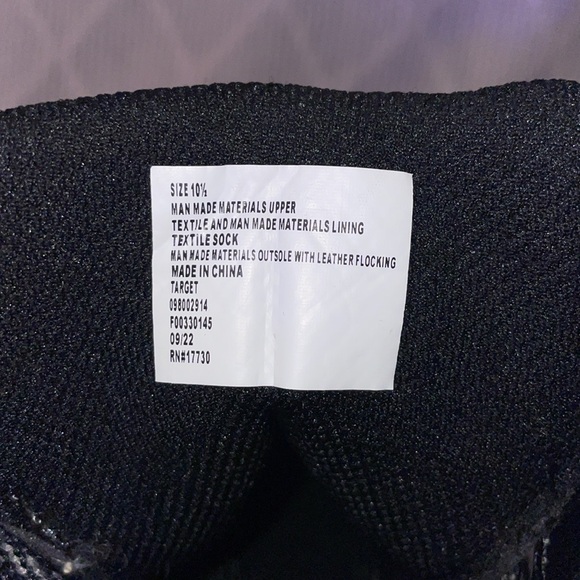 SIZE 10½
MAN MADE MATERIALS UPPER
TEXTILE AND MAN MADE MATERIALS LINING
TEXTILE SOCK
MAN MADE MATERIALS OUTSOLE WITH LEATHER FLOCKING
MADE IN CHINA
TARGET
098002914
F00330145
09/22
RN#17730